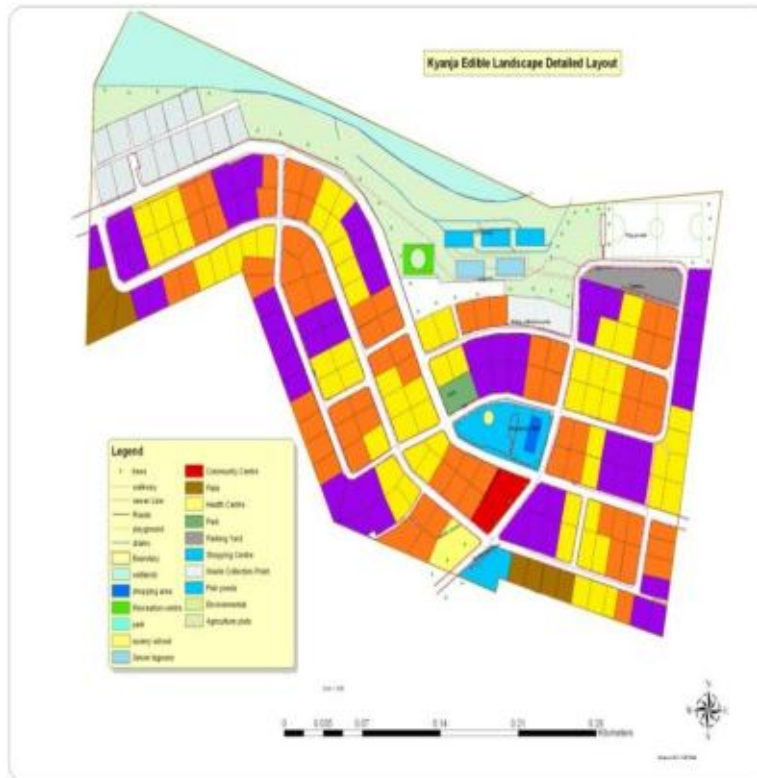 Kyanja Edible Landscape Detailed Layout
Legend
trees
walkway
sewer Line
Roads
playground
drains
Boundary
wetlands
shopping area
Recreation centre
park
nusery school
Sewer lagoons
Community Centre
Flats
Health Centre
Park
Parking Yard
Shopping Centre
Waste Collection Point
Fish ponds
Environmental
Agriculture plots
0 0.035 0.07 0.14 0.21 0.28
Kilometers